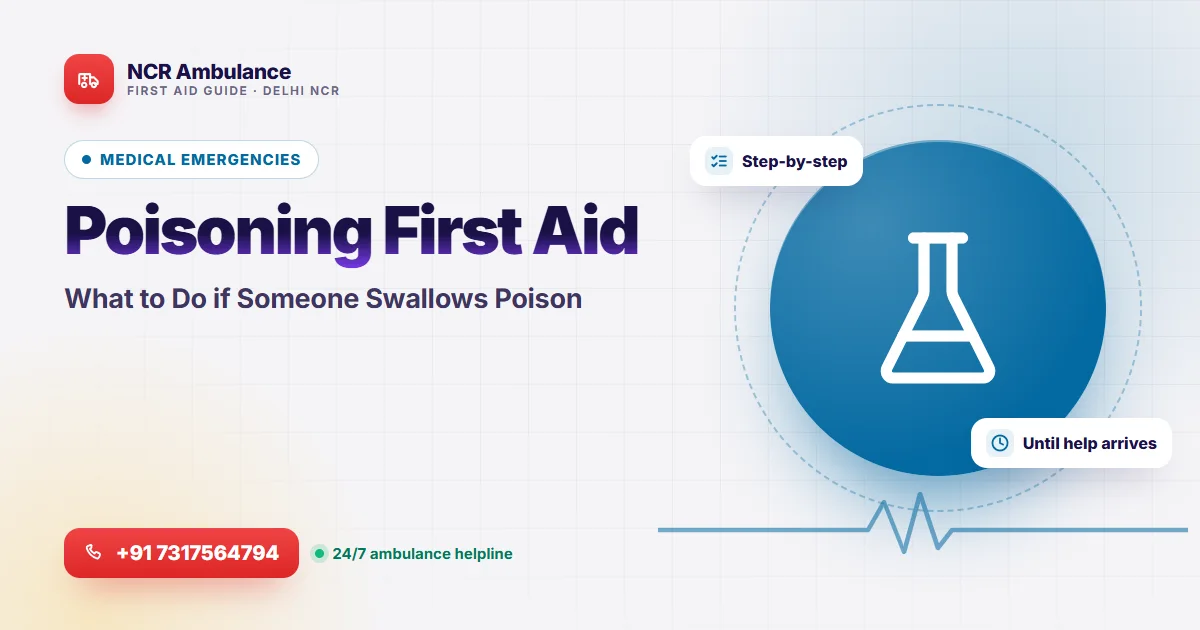 NCR Ambulance
FIRST AID GUIDE · DELHI NCR
MEDICAL EMERGENCIES
Poisoning First Aid
What to Do if Someone Swallows Poison
Step-by-step
Until help arrives
+91 7317564794
24/7 ambulance helpline